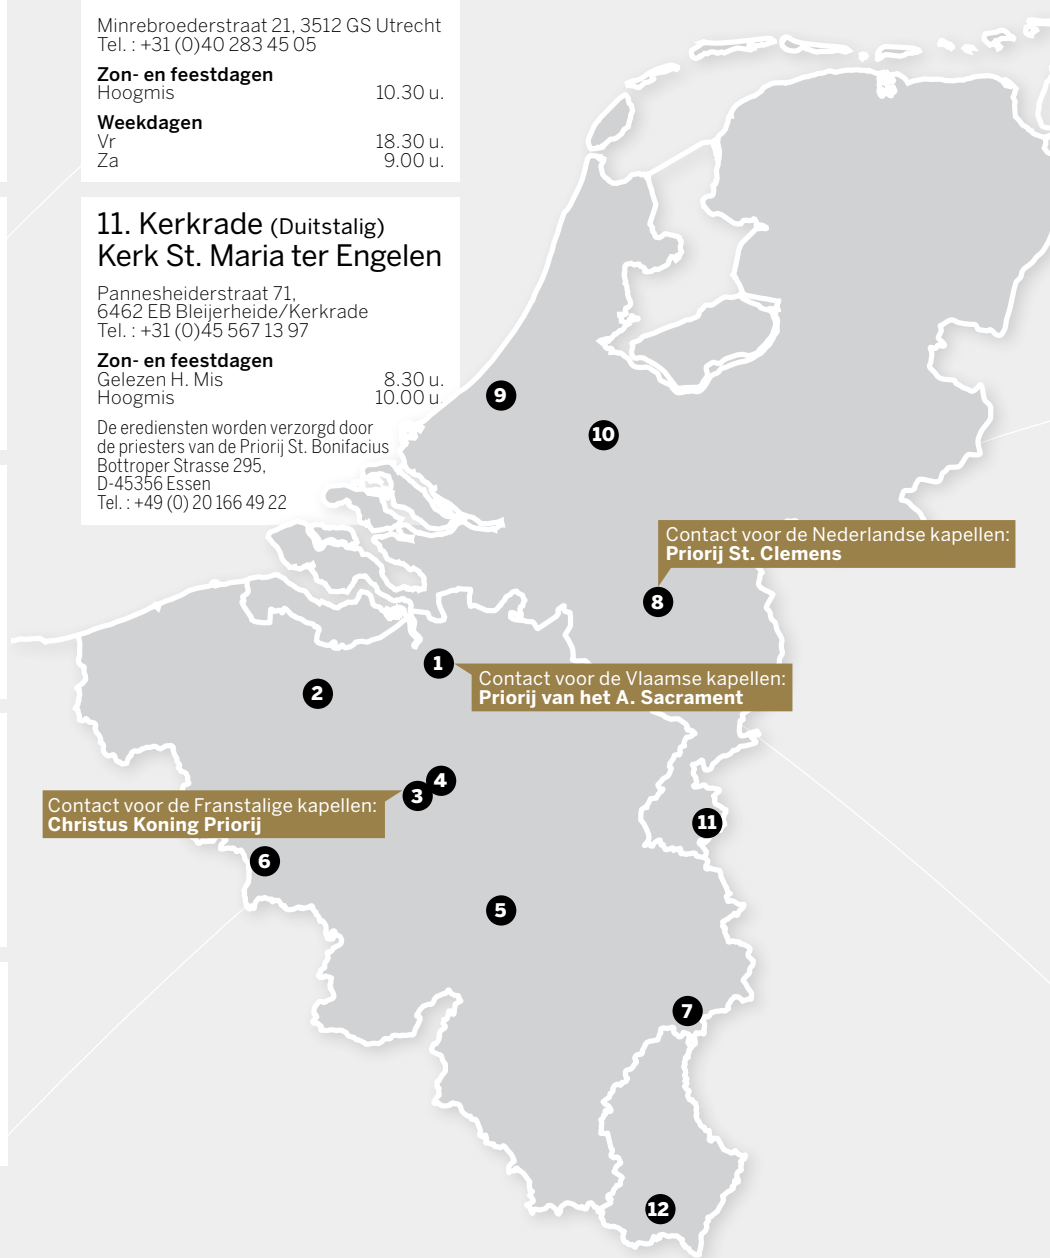 Minrebroederstraat 21, 3512 GS Utrecht
Tel. : +31 (0)40 283 45 05
Zon- en feestdagen
Hoogmis 10.30 u.
Weekdagen
Vr 18.30 u.
Za 9.00 u.
11. Kerkrade (Duitstalig)
Kerk St. Maria ter Engelen
Pannesheiderstraat 71,
6462 EB Bleijerheide/Kerkrade
Tel. : +31 (0)45 567 13 97
Zon- en feestdagen
Gelezen H. Mis 8.30 u.
Hoogmis 10.00 u.
De erediensten worden verzorgd door
de priesters van de Priorij St. Bonifacius
Bottroper Strasse 295,
D-45356 Essen
Tel. : +49 (0) 20 166 49 22
9
10
Contact voor de Nederlandse kapellen:
Priorij St. Clemens
8
1
Contact voor de Vlaamse kapellen:
Priorij van het A. Sacrament
2
4
3
Contact voor de Franstalige kapellen:
Christus Koning Priorij
11
6
5
7
12